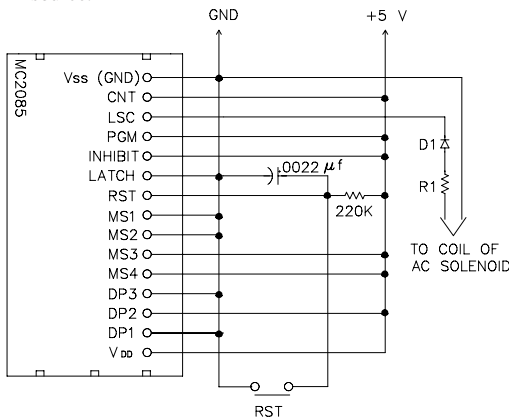 GND
+5 V
MC2085
Vss (GND)
CNT
LSC
PGM
INHIBIT
LATCH
RST
MS1
MS2
MS3
MS4
DP3
DP2
DP1
VDD
.0022 µf
220K
D1
R1
TO COIL OF
AC SOLENOID
RST